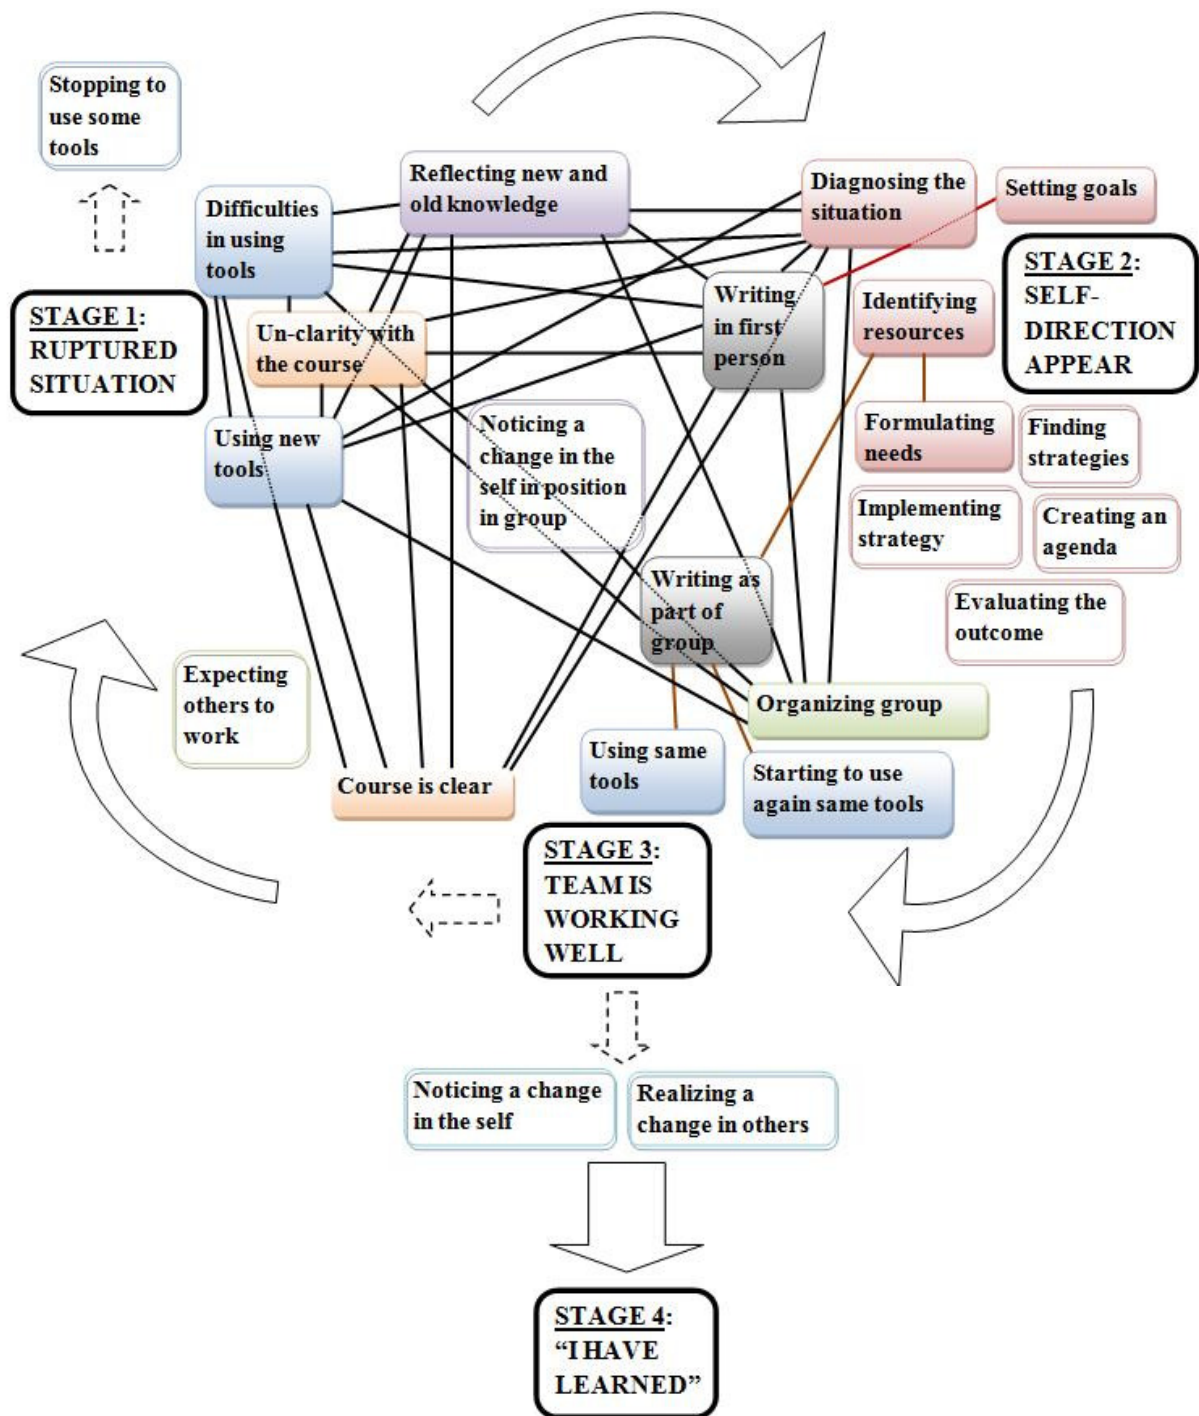 Stopping to
use some
tools
Reflecting new and
old knowledge
Diagnosing the
situation
Setting goals
Difficulties
in using
tools
STAGE 1:
RUPTURED
SITUATION
Un-clarity with
the course
Writing
in first
person
Identifying
resources
STAGE 2:
SELF-
DIRECTION
APPEAR
Using new
tools
Noticing a
change in the
self in position
in group
Formulating
needs
Finding
strategies
Implementing
strategy
Creating an
agenda
Writing as
part of
group
Evaluating the
outcome
Expecting
others to
work
Organizing group
Using same
tools
Starting to use
again same tools
Course is clear
STAGE 3:
TEAM IS
WORKING
WELL
Noticing a change
in the self
Realizing a
change in others
STAGE 4:
“I HAVE
LEARNED”